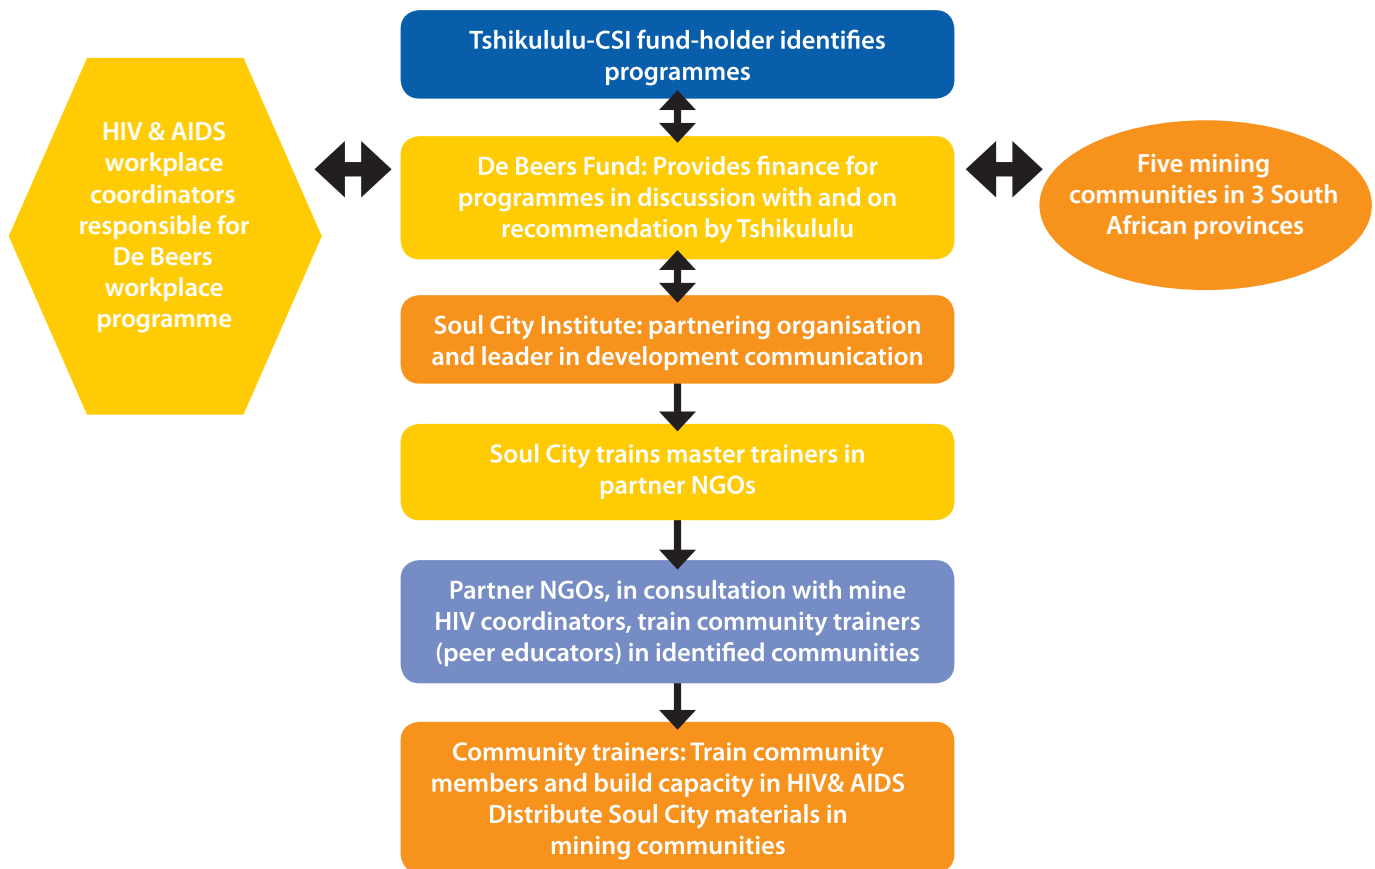 Tshikululu-CSI fund-holder identifies
programmes
HIV & AIDS
workplace
coordinators
responsible for
De Beers
workplace
programme
De Beers Fund: Provides finance for
programmes in discussion with and on
recommendation by Tshikululu
Five mining
communities in 3 South
African provinces
Soul City Institute: partnering organisation
and leader in development communication
Soul City trains master trainers in
partner NGOs
Partner NGOs, in consultation with mine
HIV coordinators, train community trainers
(peer educators) in identified communities
Community trainers: Train community
members and build capacity in HIV& AIDS
Distribute Soul City materials in
mining communities